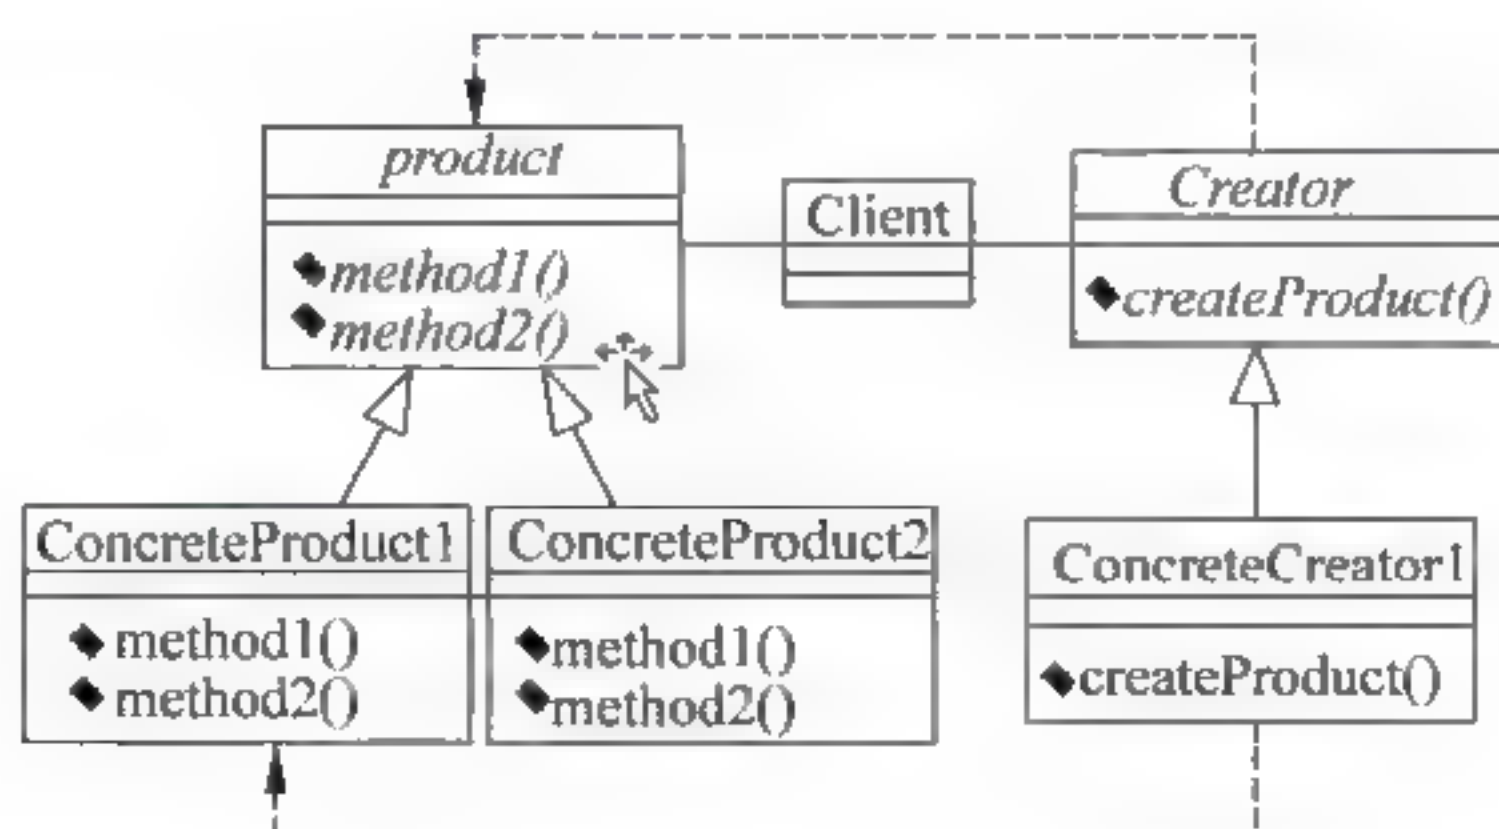 product
method1()
method2()
Client
Creator
createProduct()
ConcreteProduct1
method1()
method2()
ConcreteProduct2
method1()
method2()
ConcreteCreator1
createProduct()